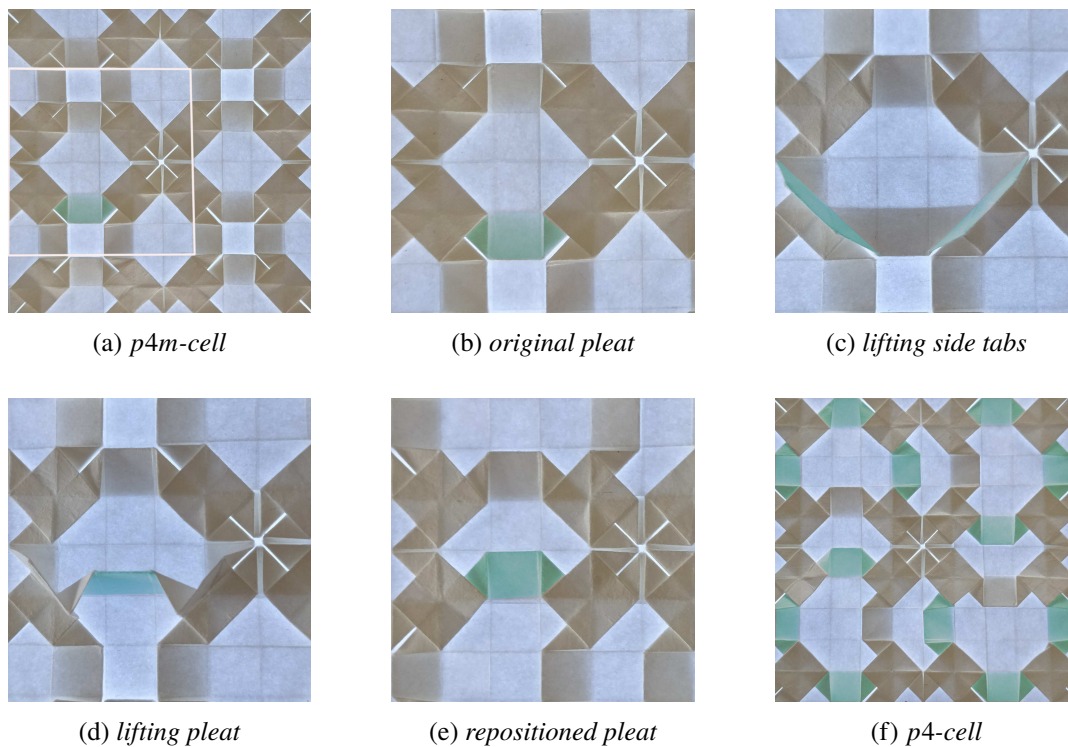 (a) p4m-cell
(b) original pleat
(c) lifting side tabs
(d) lifting pleat
(e) repositioned pleat
(f) p4-cell